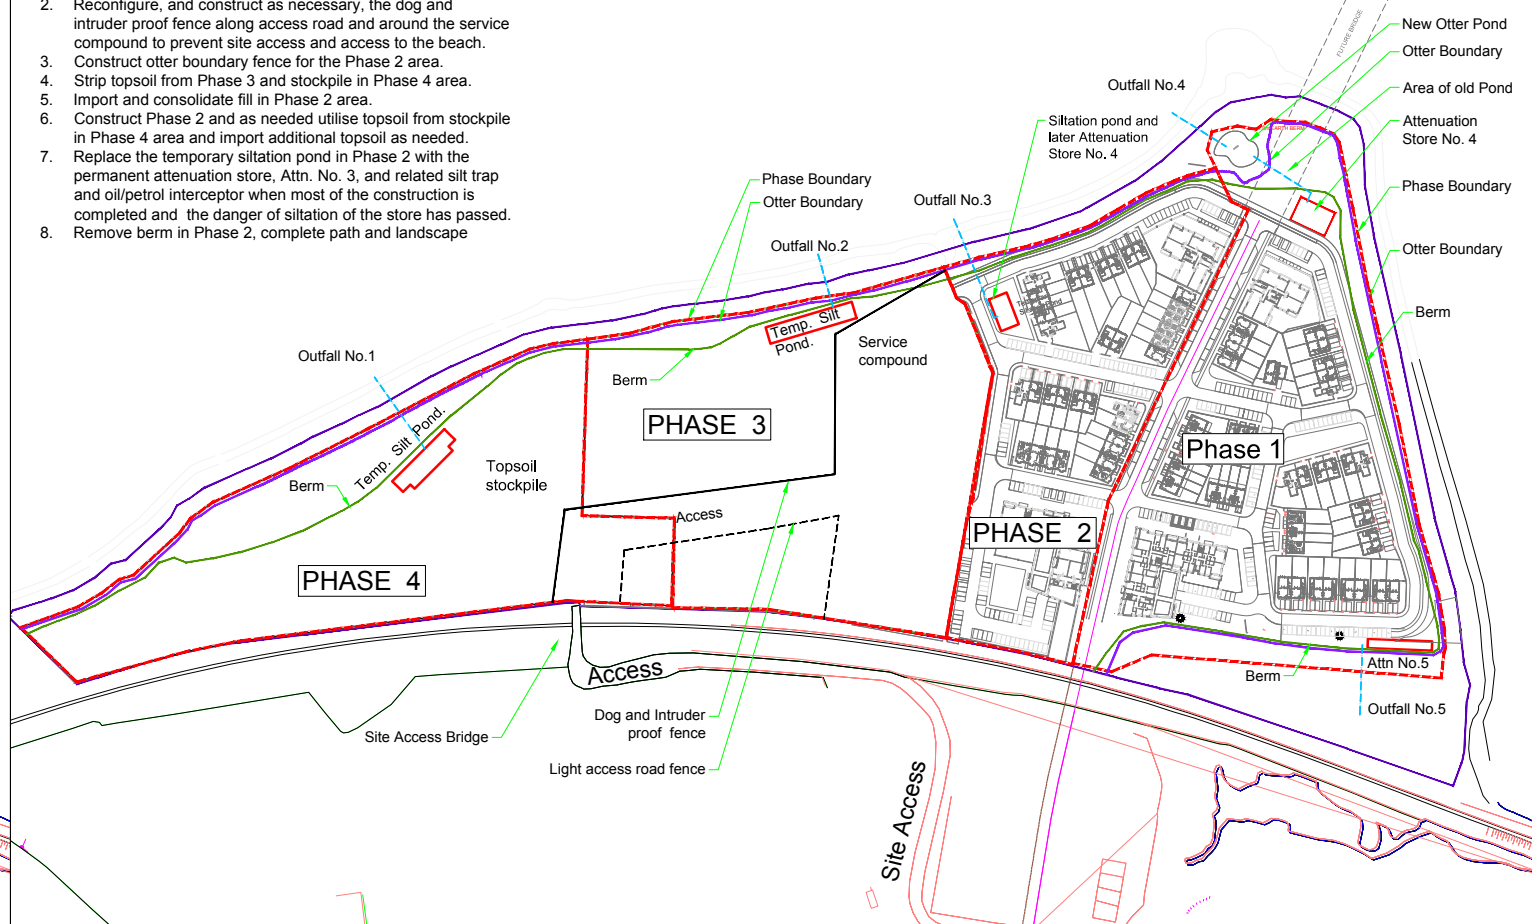 2. Reconfigure, and construct as necessary, the dog and
intruder proof fence along access road and around the service
compound to prevent site access and access to the beach.
3. Construct otter boundary fence for the Phase 2 area.
4. Strip topsoil from Phase 3 and stockpile in Phase 4 area.
5. Import and consolidate fill in Phase 2 area.
6. Construct Phase 2 and as needed utilise topsoil from stockpile
in Phase 4 area and import additional topsoil as needed.
7. Replace the temporary siltation pond in Phase 2 with the
permanent attenuation store, Attn. No. 3, and related silt trap
and oil/petrol interceptor when most of the construction is
completed and the danger of siltation of the store has passed.
8. Remove berm in Phase 2, complete path and landscape
FUTURE BRIDGE
New Otter Pond
Otter Boundary
Area of old Pond
Attenuation
Store No. 4
Phase Boundary
Otter Boundary
Berm
Outfall No.4
Siltation pond and
later Attenuation
Store No. 4
EARTH BERM
Outfall No.3
Phase Boundary
Otter Boundary
Outfall No.2
Temp. Silt
Pond.
Service
compound
Outfall No.1
Berm
PHASE 3
Temp. Silt Pond.
Berm
Topsoil
stockpile
Access
PHASE 4
PHASE 2
Phase 1
Attn No.5
Berm
Outfall No.5
Access
Site Access Bridge
Dog and Intruder
proof fence
Light access road fence
Site Access